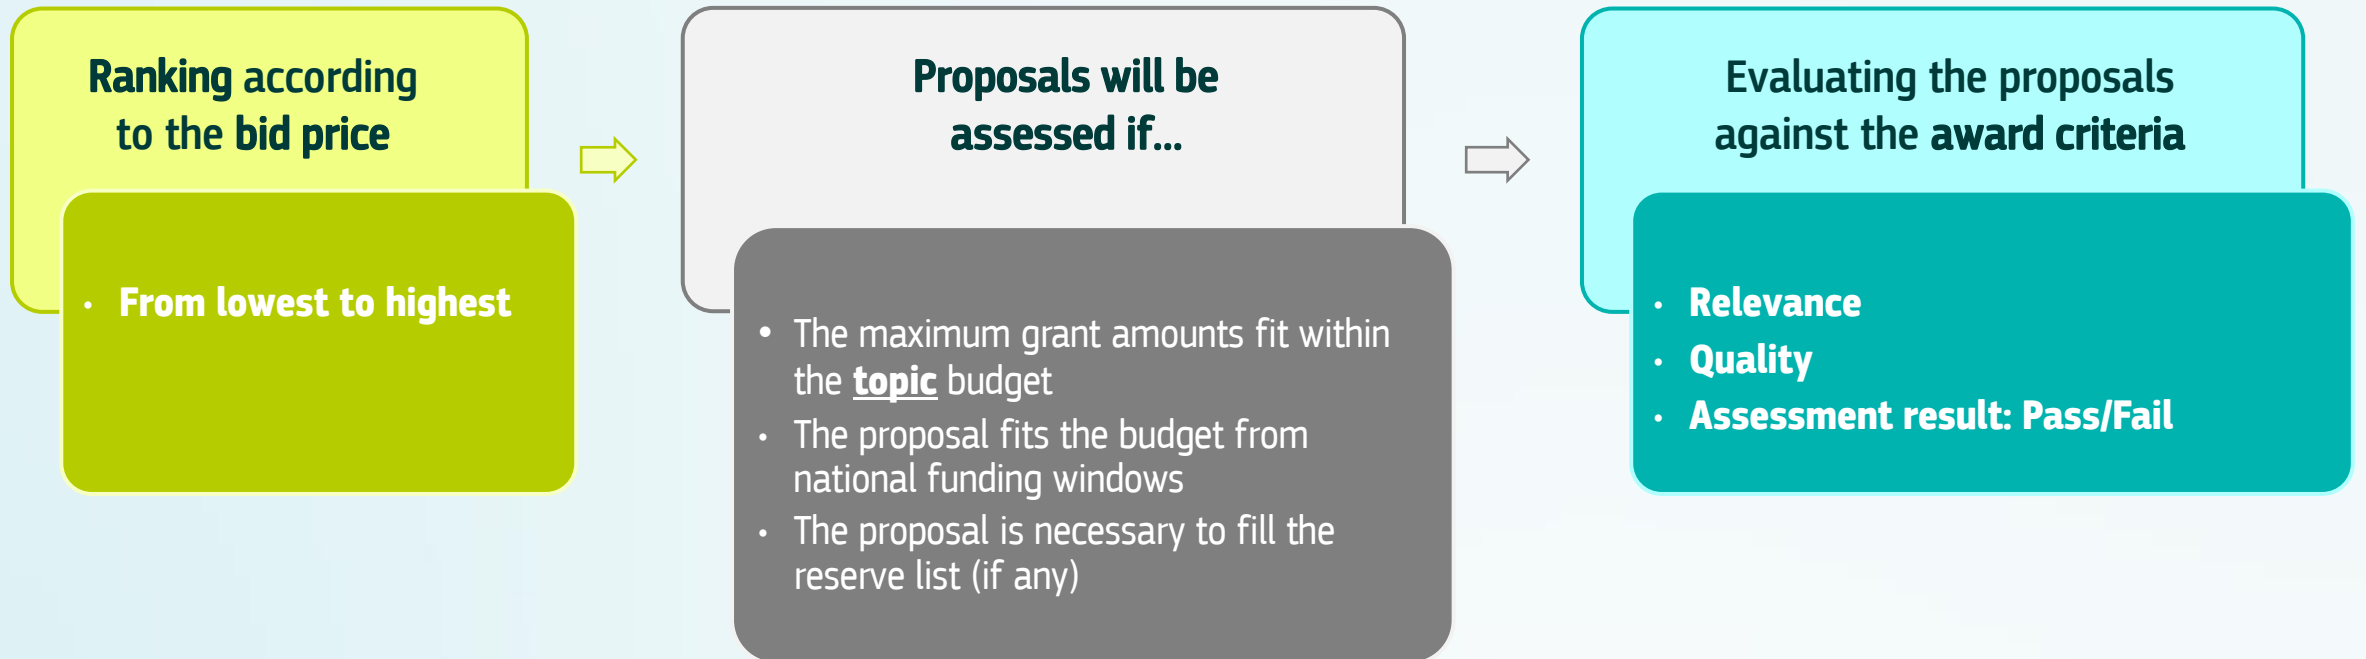 Ranking according
to the bid price
• From lowest to highest
Proposals will be
assessed if...
• The maximum grant amounts fit within
the topic budget
• The proposal fits the budget from
national funding windows
• The proposal is necessary to fill the
reserve list (if any)
Evaluating the proposals
against the award criteria
• Relevance
• Quality
• Assessment result: Pass/Fail